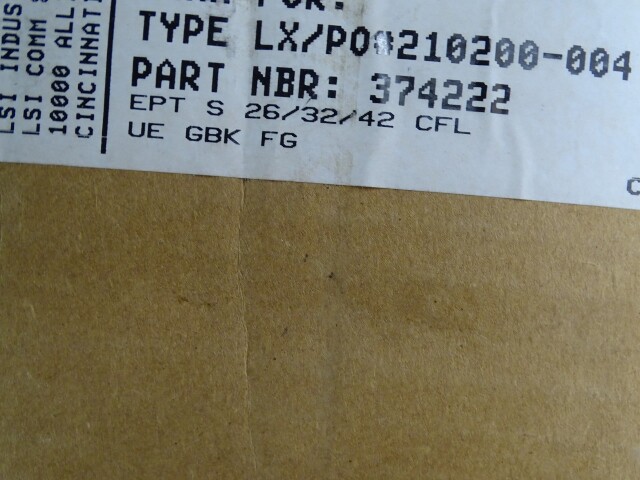 FOR:
TYPE LX/PO#210200-004
PART NBR: 374222
EPT S 26/32/42 CFL
UE GBK FG
LSI INDUS
LSI COMM S
10000 ALL
CINCINNATI
C